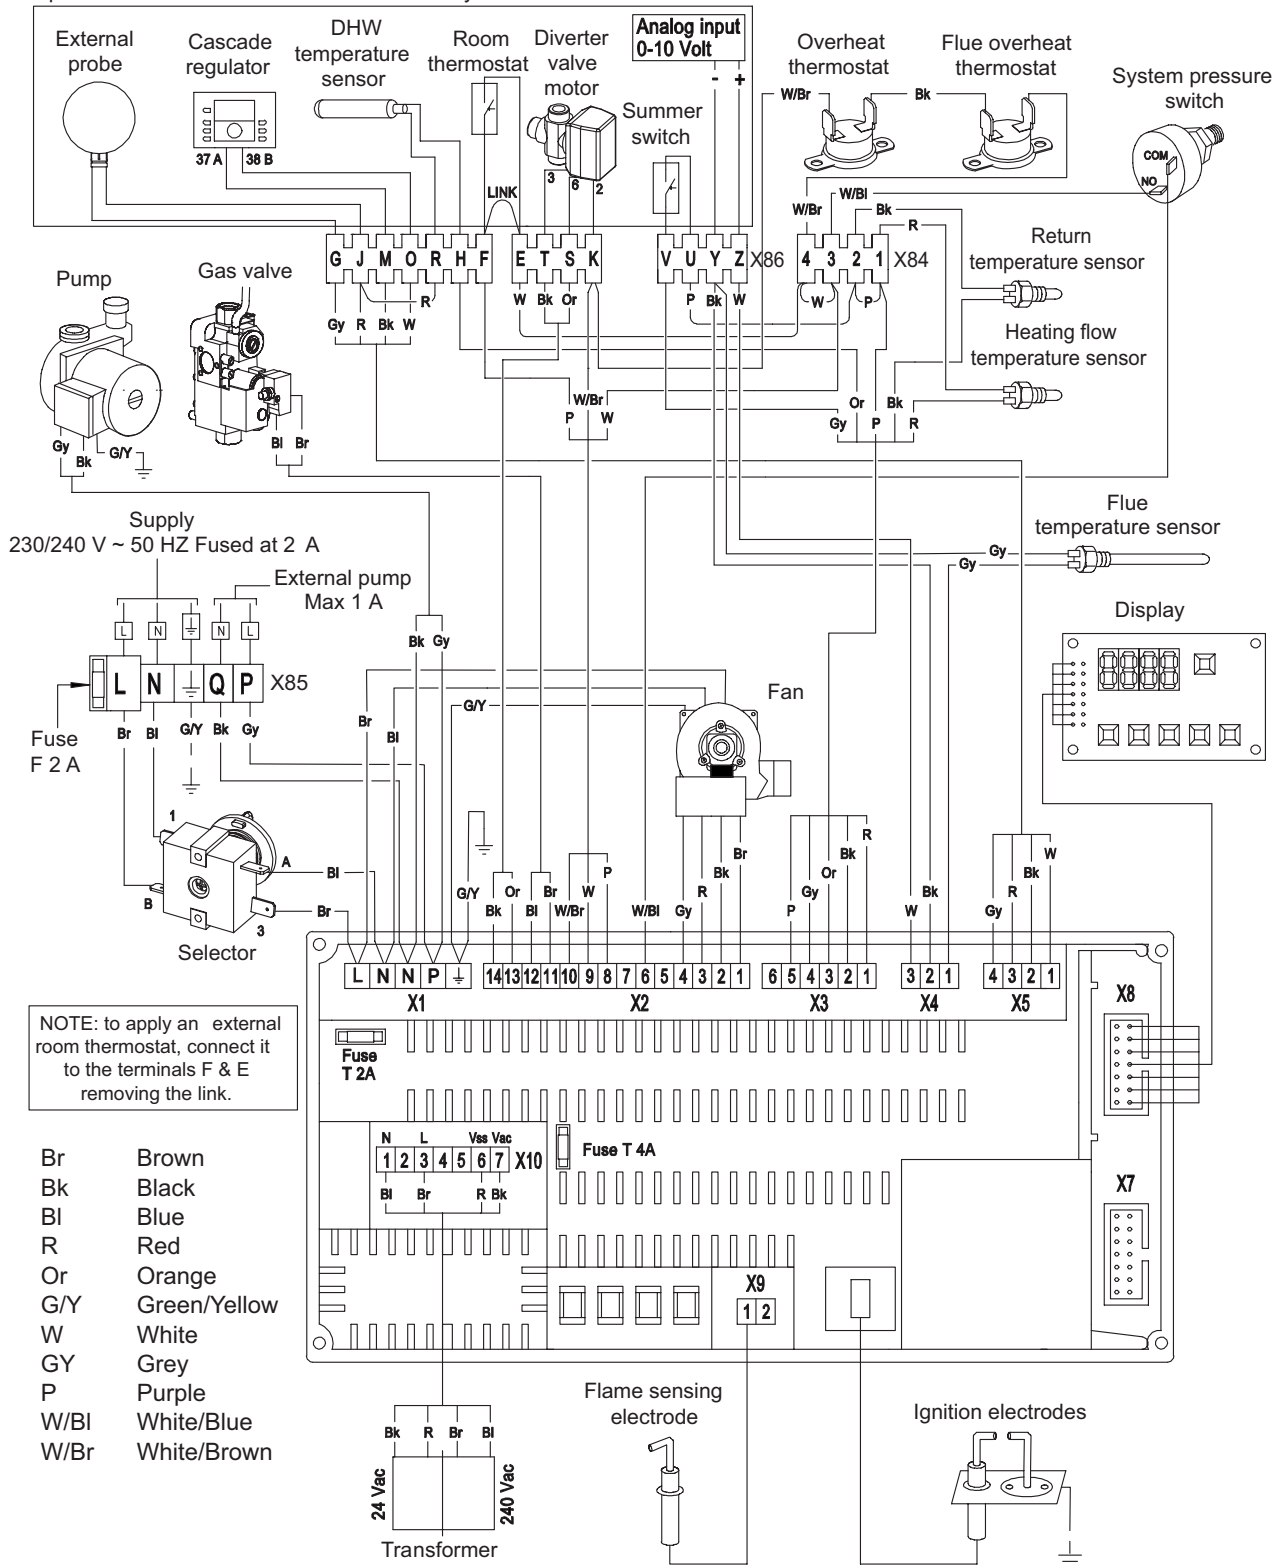 External
probe
Cascade
regulator
DHW
temperature
sensor
Room
thermostat
Diverter
valve
motor
Analog input
0-10 Volt
- +
Summer
switch
Overheat
thermostat
Flue overheat
thermostat
System pressure
switch
W/Br
Bk
COM
NO
37 A
38 B
3
6
2
LINK
W/Br
W/Bl
Bk
R
G J M O R H F
E T S K
V U Y Z
X86
4 3 2 1
X84
Return
temperature sensor
Pump
Gas valve
R
W
Bk
Or
P
Bk
W
W
P
Gy
R
Bk
W
Heating flow
temperature sensor
W/Br
P
W
Or
Bk
Gy
P
R
Gy
Bk
G/Y
Bl
Br
Supply
230/240 V ~ 50 HZ Fused at 2 A
External pump
Max 1 A
Flue
temperature sensor
Gy
Gy
Display
L
N
N
L
Bk
Gy
L N Q P
X85
Fan
G/Y
Br
Bl
Fuse
F 2 A
Br
Bl
G/Y
Bk
Gy
1
A
B
3
Bl
Br
Selector
G/Y
Bk
Or
Bl
Br
W/Br
W
P
W/Bl
Gy
R
Bk
Br
P
Gy
Or
Bk
R
W
Bk
Gy
R
Bk
W
L N N P
X1
14 13 12 11 10 9 8 7 6 5 4 3 2 1
X2
6 5 4 3 2 1
X3
3 2 1
X4
4 3 2 1
X5
X8
NOTE: to apply an external
room thermostat, connect it
to the terminals F & E
removing the link.
Fuse
T 2A
N L Vss Vac
1 2 3 4 5 6 7
X10
Bl
Br
R
Bk
Fuse T 4A
X7
X9
1 2
Br Brown
Bk Black
Bl Blue
R Red
Or Orange
G/Y Green/Yellow
W White
GY Grey
P Purple
W/Bl White/Blue
W/Br White/Brown
Bk
R
Br
Bl
24 Vac
240 Vac
Transformer
Flame sensing
electrode
Ignition electrodes